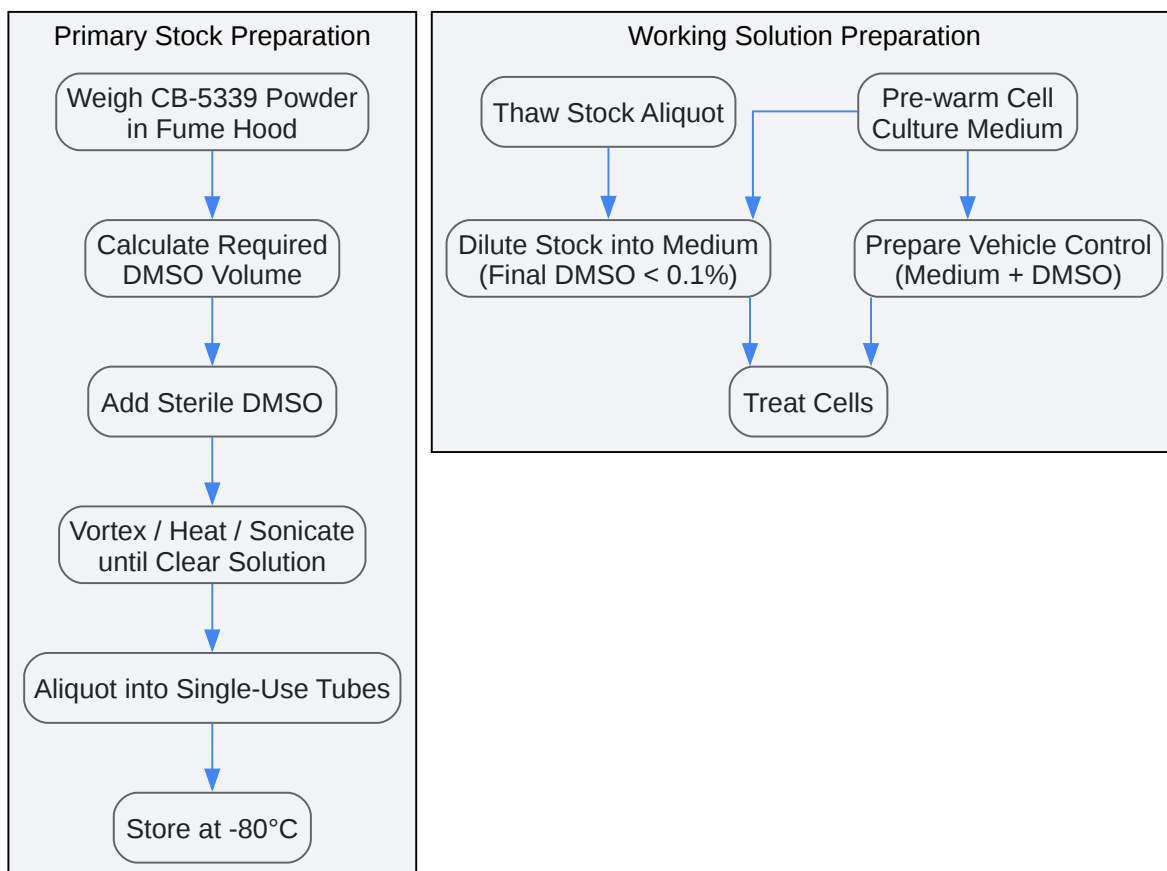 Primary Stock Preparation
Weigh CB-5339 Powder
in Fume Hood
Calculate Required
DMSO Volume
Add Sterile DMSO
Vortex / Heat / Sonicate
until Clear Solution
Aliquot into Single-Use Tubes
Store at -80°C
Working Solution Preparation
Thaw Stock Aliquot
Pre-warm Cell
Culture Medium
Dilute Stock into Medium
(Final DMSO < 0.1%)
Prepare Vehicle Control
(Medium + DMSO)
Treat Cells